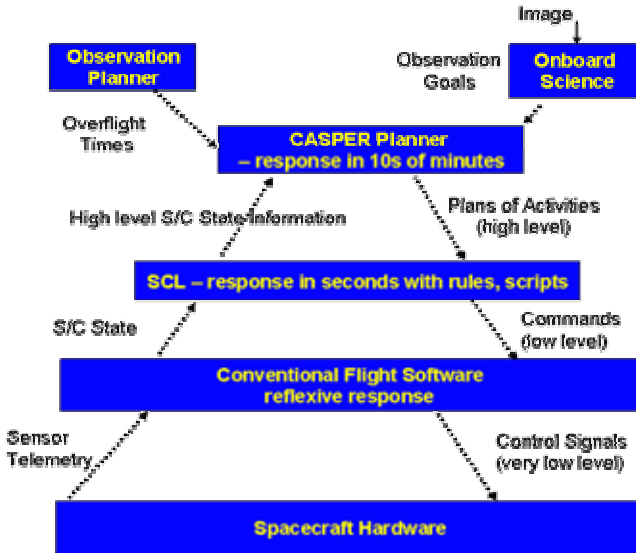 Image
Observation
Planner
Observation
Goals
Onboard
Science
Overflight
Times
CASPER Planner
– response in 10s of minutes
High level S/C State Information
Plans of Activities
(high level)
SCL – response in seconds with rules, scripts
S/C State
Commands
(low level)
Conventional Flight Software
reflexive response
Sensor
Telemetry
Control Signals
(very low level)
Spacecraft Hardware